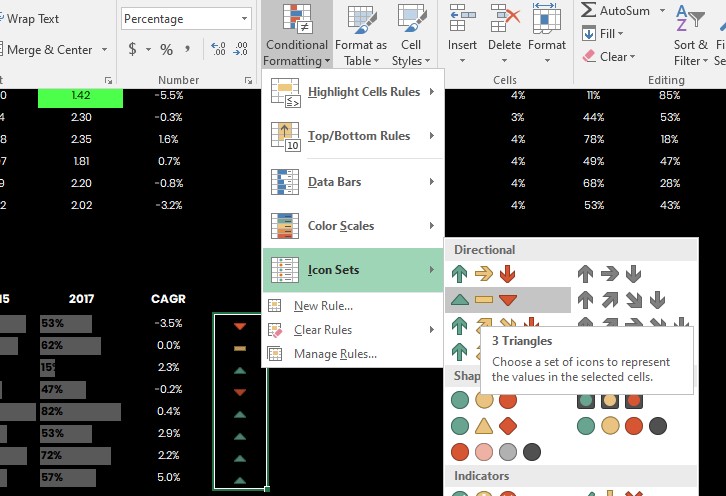 Wrap Text
Percentage
Merge & Center
$ % , .0 .00
Number
Conditional Formatting
Format as Table
Cell Styles
Insert
Delete
Format
Cells
AutoSum
Fill
Clear
Sort & Filter
Editing
Highlight Cells Rules
Top/Bottom Rules
Data Bars
Color Scales
Icon Sets
New Rule...
Clear Rules
Manage Rules...
Directional
3 Triangles
Choose a set of icons to represent
the values in the selected cells.
Indicators
0 1.42 -5.5% 4% 11% 85%
4 2.30 -0.3% 3% 44% 53%
8 2.35 1.6% 4% 78% 18%
1.81 0.7% 4% 49% 47%
2.20 -0.8% 4% 68% 28%
2 2.02 -3.2% 4% 53% 43%
15 2017 CAGR
53% -3.5%
62% 0.0%
15% 2.3%
47% -0.2%
82% 0.4%
53% 2.9%
72% 2.2%
57% 5.0%